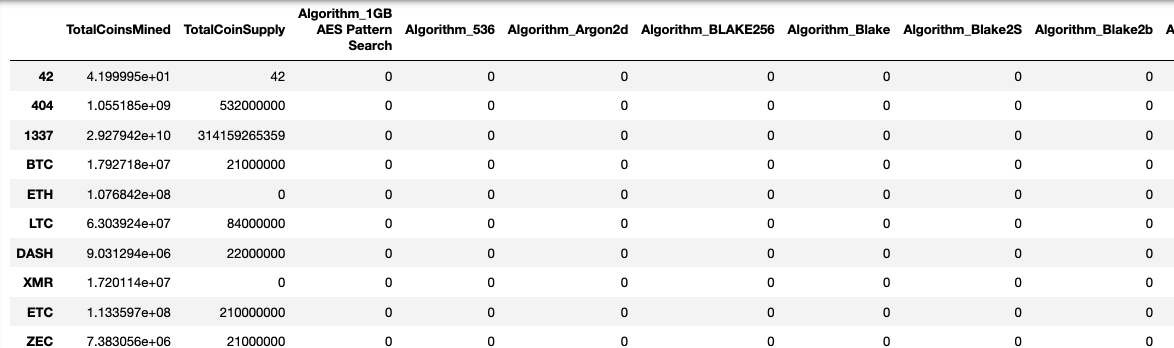 TotalCoinsMined TotalCoinSupply Algorithm_1GB AES Pattern Search Algorithm_536 Algorithm_Argon2d Algorithm_BLAKE256 Algorithm_Blake Algorithm_Blake2S Algorithm_Blake2b A
42 4.199995e+01 42 0 0 0 0 0 0 0
404 1.055185e+09 532000000 0 0 0 0 0 0 0
1337 2.927942e+10 314159265359 0 0 0 0 0 0 0
BTC 1.792718e+07 21000000 0 0 0 0 0 0 0
ETH 1.076842e+08 0 0 0 0 0 0 0 0
LTC 6.303924e+07 84000000 0 0 0 0 0 0 0
DASH 9.031294e+06 22000000 0 0 0 0 0 0 0
XMR 1.720114e+07 0 0 0 0 0 0 0 0
ETC 1.133597e+08 210000000 0 0 0 0 0 0 0
ZEC 7.383056e+06 21000000 0 0 0 0 0 0 0